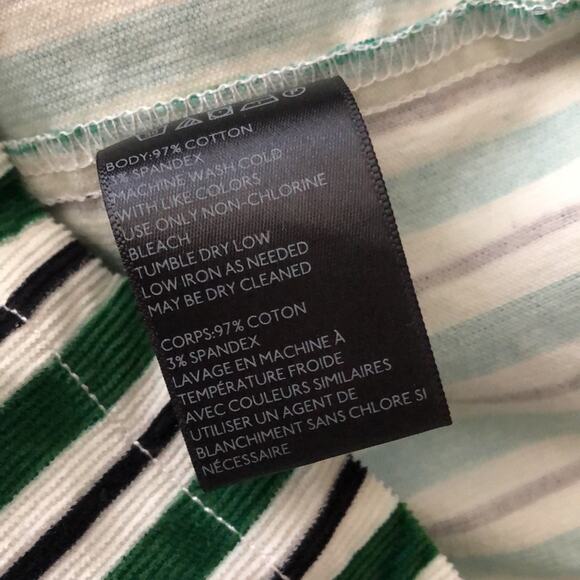 BODY:97% COTTON
3% SPANDEX
MACHINE WASH COLD
WITH LIKE COLORS
USE ONLY NON-CHLORINE
BLEACH
TUMBLE DRY LOW
LOW IRON AS NEEDED
MAY BE DRY CLEANED
CORPS:97% COTON
3% SPANDEX
LAVAGE EN MACHINE À
TEMPÉRATURE FROIDE
AVEC COULEURS SIMILAIRES
UTILISER UN AGENT DE
BLANCHIMENT SANS CHLORE SI
NÉCESSAIRE